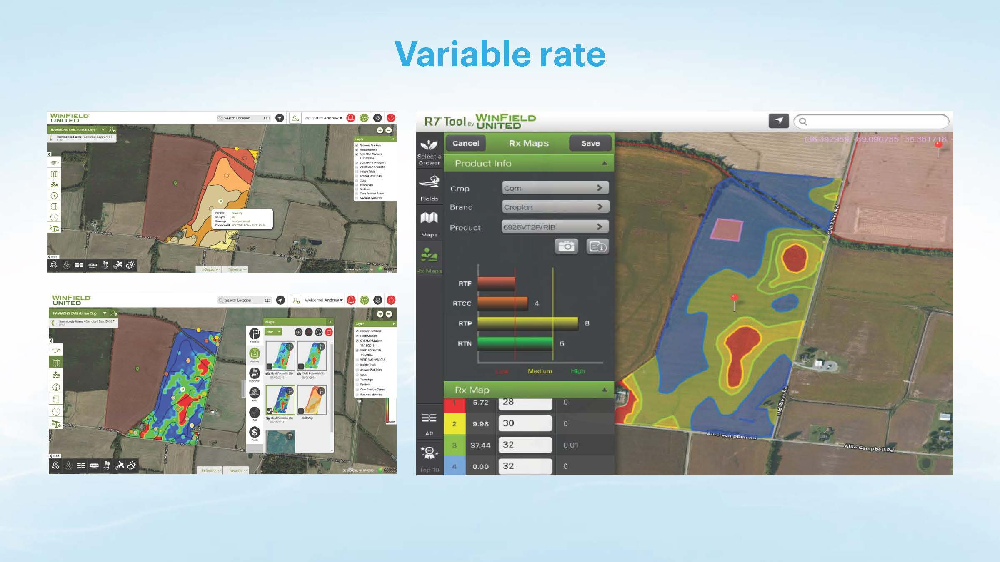 Variable rate
WINFIELD
UNITED
Search Location
Welcome! Andrew
HAMMOND CARL (Union City)
Hammonds Farms - Campbell East GA16 F
FT16
Layer
Growers Markers
FieldsMarkers
SOILMAP Markers
11/16/2016
SOILMAP 11/16/2016
YIELD MAP 9/9/2016
Insight Trials
Answer Plot Trials
CLUs
Townships
Sections
Corn Product Zones
Soybean Maturity
Particle
MuSym
Drainage Poorly drained
Component
Tools
In-Season
Favorite
Allie Campbell Rd
GEOSYS
WINFIELD
UNITED
Search Location
Welcome! Andrew
HAMMOND CARL (Union City)
Hammonds Farms - Campbell East GA16 F
FT16
Maps
Filter
Favorite
Archive
In-Season
Yield
Soil
Profit
Yield Potential (%)
08/09/2016
Yield Potential (%)
08/06/2014
Yield Potential (%)
07/26/2014
Soil Map
Layer
Growers Markers
FieldsMarkers
SOILMAP Markers
11/16/2016
YIELD POTENTIAL
7/26/2014
YIELD MAP 9/9/2016
Insight Trials
Answer Plot Trials
CLUs
Townships
Sections
Corn Product Zones
Soybean Maturity
Tools
In-Season
Favorite
GEOSYS
R7 Tool By WINFIELD UNITED
Select a Grower
Fields
Maps
Rx Maps
AP
Top 10
Cancel Rx Maps Save
Product Info
Crop Corn
Brand Croplan
Product 6926VT2P/RIB
RTF
RTCC 4
RTP 8
RTN 6
Low Medium High
Rx Map
1 5.72 28 0
2 9.98 30 0
3 37.44 32 0.01
4 0.00 32 0
(36.392958, -89.090735 36.381718, -
Old Rives Rd
Old Rives Rd
Allie Campbell Rd
Allie Campbell Rd